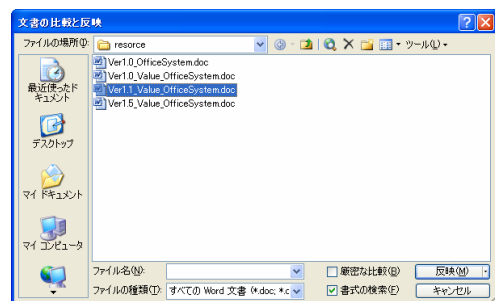 文書の比較と反映
ファイルの場所(I):
resorce
ツール(L)
Ver1.0_OfficeSystem.doc
Ver1.0_Value_OfficeSystem.doc
Ver1.1_Value_OfficeSystem.doc
Ver1.5_Value_OfficeSystem.doc
最近使ったド
キュメント
デスクトップ
マイ ドキュメント
マイ コンピュータ
ファイル名(N):
厳密な比較(B)
反映(M)
ファイルの種類(T):
すべての Word 文書 (*.doc; *.c
書式の検索(F)
キャンセル